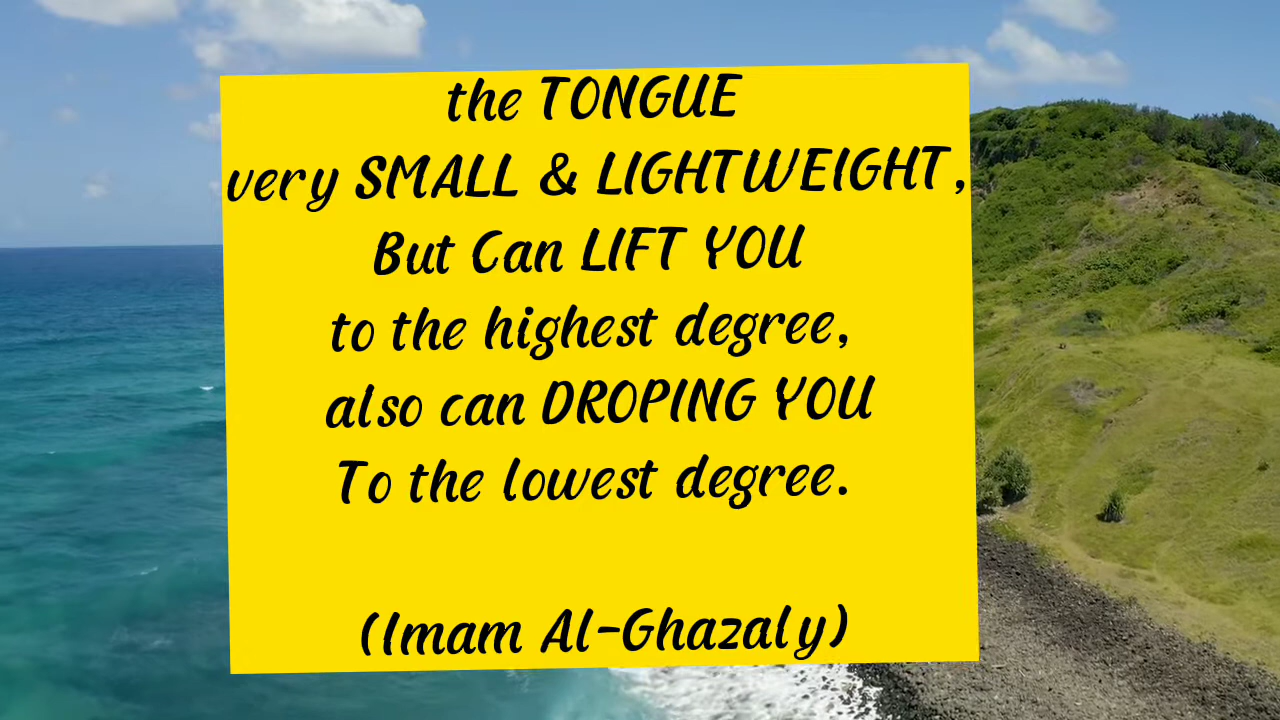 the TONGUE
very SMALL & LIGHTWEIGHT,
But Can LIFT YOU
to the highest degree,
also can DROPING YOU
To the lowest degree.
(Imam Al-Ghazaly)